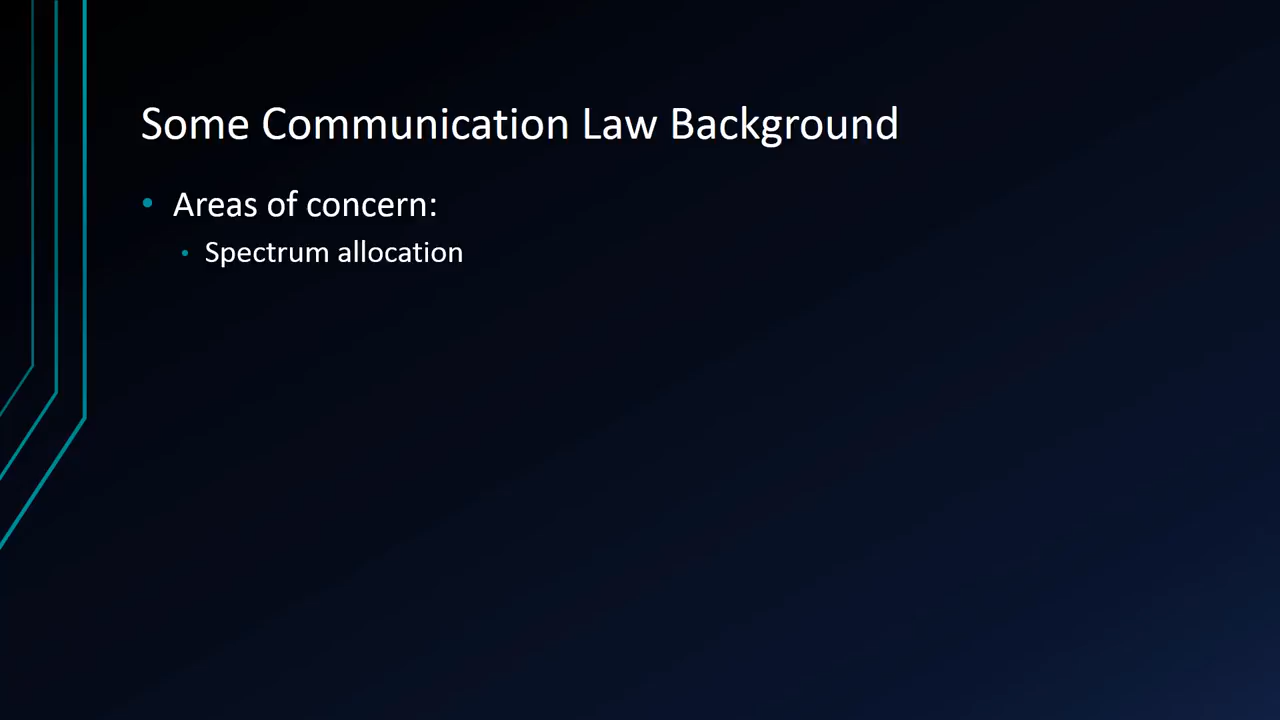 Some Communication Law Background
• Areas of concern:
• Spectrum allocation